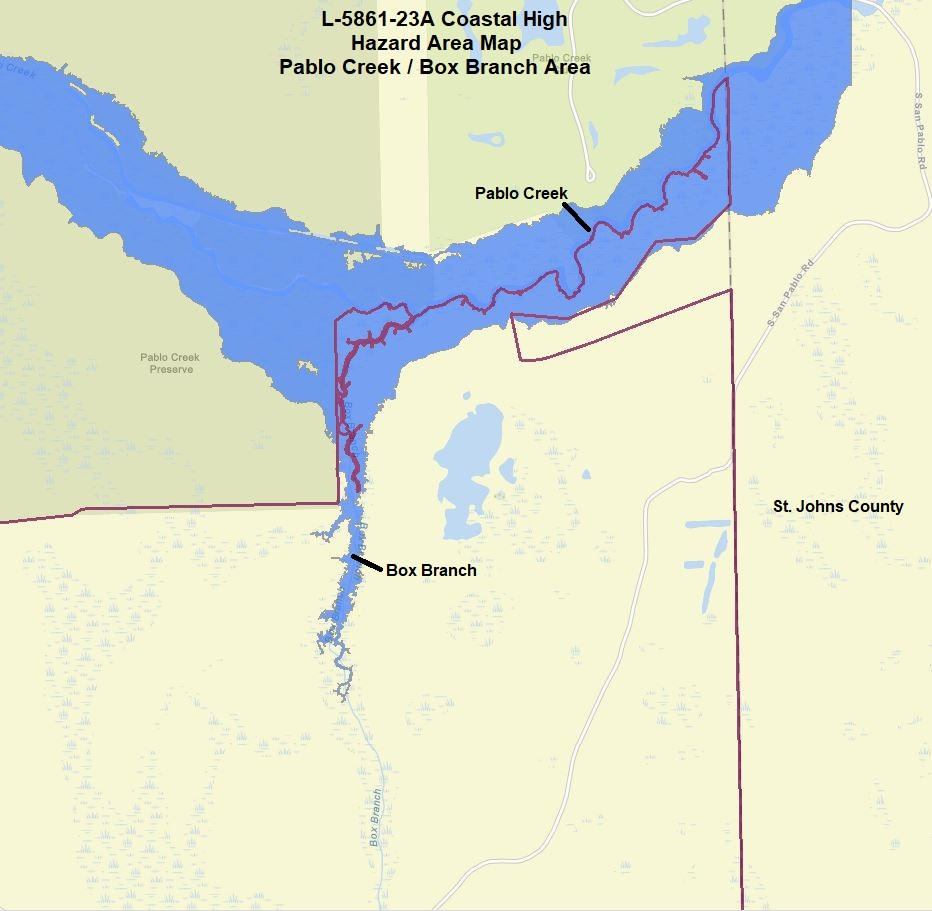 L-5861-23A Coastal High
Hazard Area Map
Pablo Creek / Box Branch Area
Pablo Creek
Creek
S San Pablo Rd
Pablo Creek
S San Pablo Rd
Pablo Creek
Preserve
St. Johns County
Box Branch
Box Branch